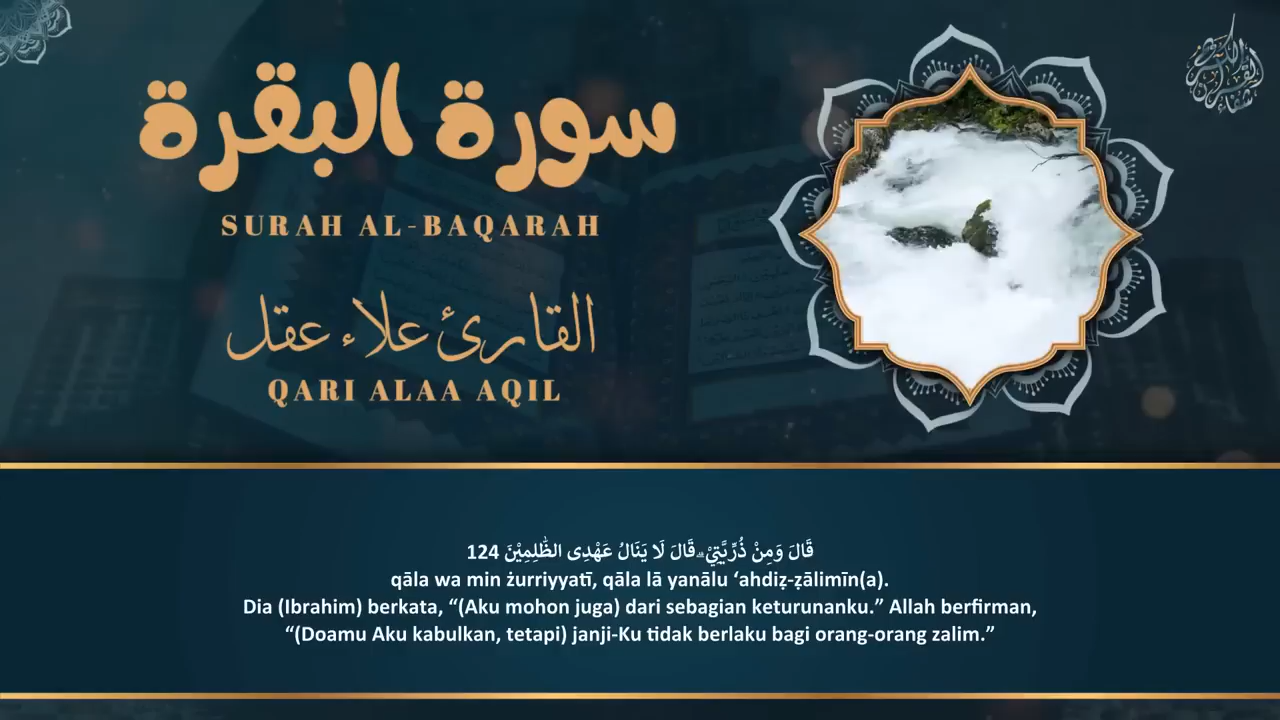 سورة البقرة
SURAH AL-BAQARAH
القارئ علاء عقل
QARI ALAA AQIL
قَالَ وَمِنْ ذُرِّيَّتِيْ ۗ قَالَ لَا يَنَالُ عَهْدِى الظّٰلِمِيْنَ 124
qāla wa min żurriyyatī, qāla lā yanālu ‘ahdiẓ-ẓālimīn(a).
Dia (Ibrahim) berkata, “(Aku mohon juga) dari sebagian keturunanku.” Allah berfirman,
“(Doamu Aku kabulkan, tetapi) janji-Ku tidak berlaku bagi orang-orang zalim.”